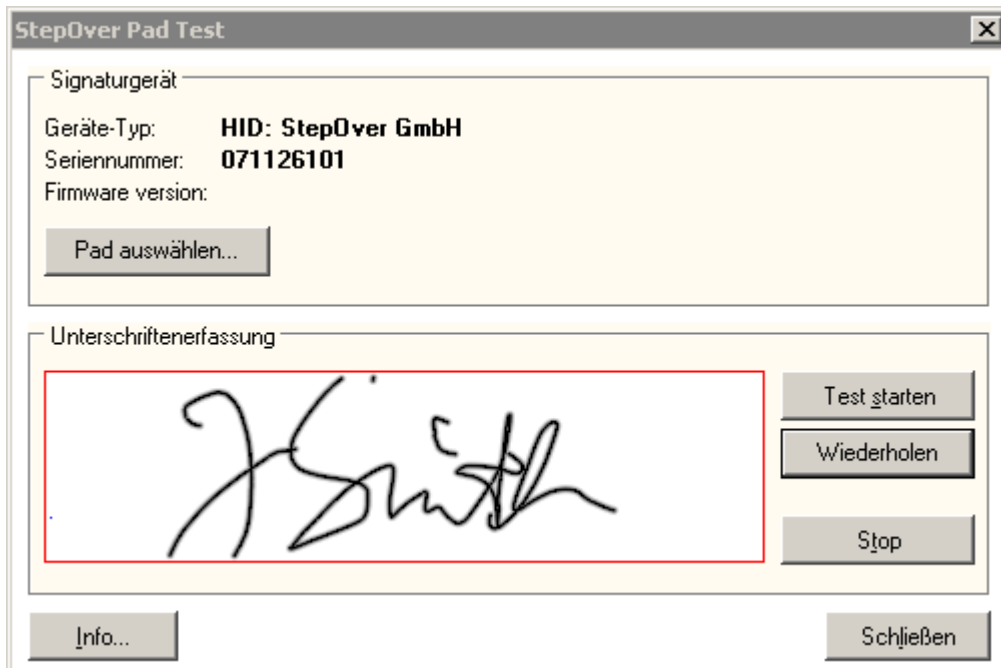 StepOver Pad Test
Signaturgerät
Geräte-Typ: HID: StepOver GmbH
Seriennummer: 071126101
Firmware version:
Pad auswählen...
Unterschriftenerfassung
Test starten
Wiederholen
Stop
Info...
Schließen